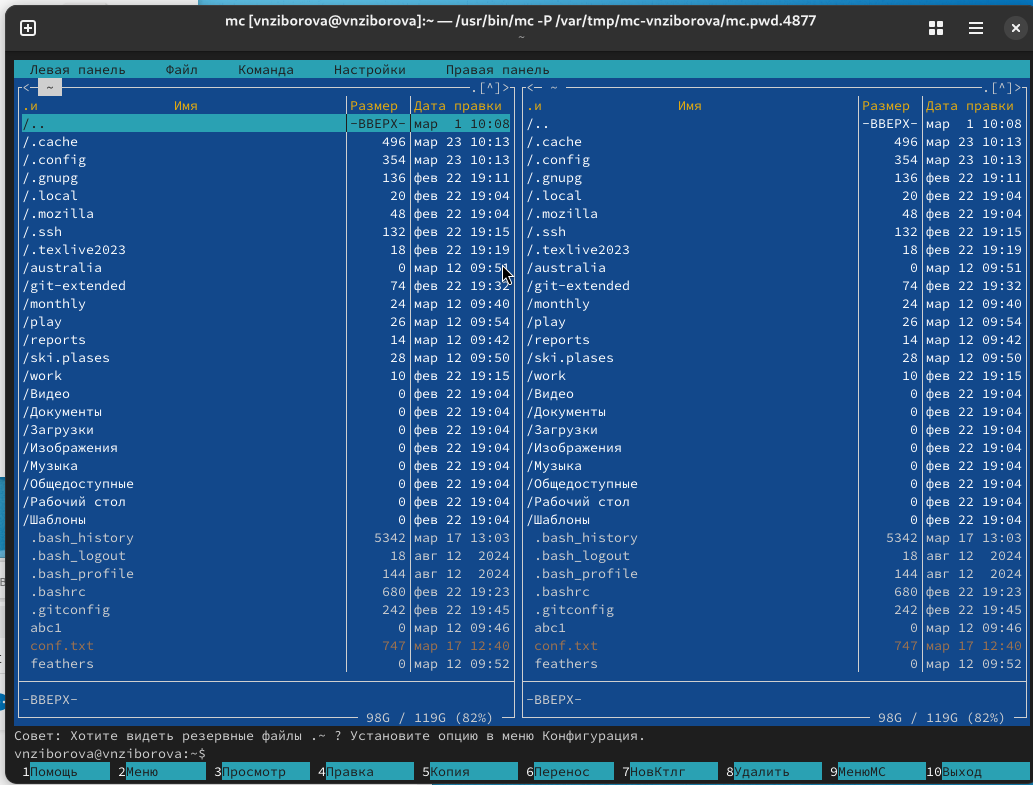 mc [vnziborova@vnziborova]:~ — /usr/bin/mc -P /var/tmp/mc-vnziborova/mc.pwd.4877
~
Левая панель Файл Команда Настройки Правая панель
<— ~ .[^]> <— ~ .[^]>
.и Имя Размер Дата правки .и Имя Размер Дата правки
/.. -ВВЕРХ- мар 1 10:08 /.. -ВВЕРХ- мар 1 10:08
/.cache 496 мар 23 10:13 /.cache 496 мар 23 10:13
/.config 354 мар 23 10:13 /.config 354 мар 23 10:13
/.gnupg 136 фев 22 19:11 /.gnupg 136 фев 22 19:11
/.local 20 фев 22 19:04 /.local 20 фев 22 19:04
/.mozilla 48 фев 22 19:04 /.mozilla 48 фев 22 19:04
/.ssh 132 фев 22 19:15 /.ssh 132 фев 22 19:15
/.texlive2023 18 фев 22 19:19 /.texlive2023 18 фев 22 19:19
/australia 0 мар 12 09:51 /australia 0 мар 12 09:51
/git-extended 74 фев 22 19:32 /git-extended 74 фев 22 19:32
/monthly 24 мар 12 09:40 /monthly 24 мар 12 09:40
/play 26 мар 12 09:54 /play 26 мар 12 09:54
/reports 14 мар 12 09:42 /reports 14 мар 12 09:42
/ski.plases 28 мар 12 09:50 /ski.plases 28 мар 12 09:50
/work 10 фев 22 19:15 /work 10 фев 22 19:15
/Видео 0 фев 22 19:04 /Видео 0 фев 22 19:04
/Документы 0 фев 22 19:04 /Документы 0 фев 22 19:04
/Загрузки 0 фев 22 19:04 /Загрузки 0 фев 22 19:04
/Изображения 0 фев 22 19:04 /Изображения 0 фев 22 19:04
/Музыка 0 фев 22 19:04 /Музыка 0 фев 22 19:04
/Общедоступные 0 фев 22 19:04 /Общедоступные 0 фев 22 19:04
/Рабочий стол 0 фев 22 19:04 /Рабочий стол 0 фев 22 19:04
/Шаблоны 0 фев 22 19:04 /Шаблоны 0 фев 22 19:04
.bash_history 5342 мар 17 13:03 .bash_history 5342 мар 17 13:03
.bash_logout 18 авг 12 2024 .bash_logout 18 авг 12 2024
.bash_profile 144 авг 12 2024 .bash_profile 144 авг 12 2024
.bashrc 680 фев 22 19:23 .bashrc 680 фев 22 19:23
.gitconfig 242 фев 22 19:45 .gitconfig 242 фев 22 19:45
abc1 0 мар 12 09:46 abc1 0 мар 12 09:46
conf.txt 747 мар 17 12:40 conf.txt 747 мар 17 12:40
feathers 0 мар 12 09:52 feathers 0 мар 12 09:52
-ВВЕРХ- -ВВЕРХ-
98G / 119G (82%) 98G / 119G (82%)
Совет: Хотите видеть резервные файлы .~ ? Установите опцию в меню Конфигурация.
vnziborova@vnziborova:~$
1Помощь 2Меню 3Просмотр 4Правка 5Копия 6Перенос 7НовКтлг 8Удалить 9МенюМС 10Выход